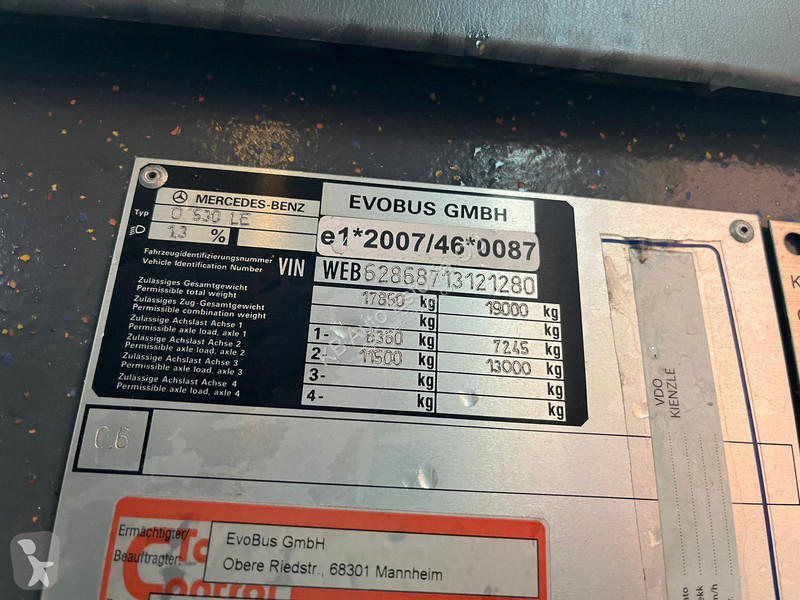 MERCEDES-BENZ
EVOBUS GMBH
Typ O 530 LE
1.3 %
e1*2007/46*0087
Fahrzeugidentifizierungsnummer
Vehicle Identification Number
VIN WEB62868713121280
Zulässiges Gesamtgewicht
Permissible total weight
17850 kg 19000 kg
Zulässiges Zug-Gesamtgewicht
Permissible combination weight
kg kg
Zulässige Achslast Achse 1
Permissible axle load, axle 1
1- 6360 kg 7245 kg
Zulässige Achslast Achse 2
Permissible axle load, axle 2
2- 11500 kg 13000 kg
Zulässige Achslast Achse 3
Permissible axle load, axle 3
3- kg kg
Zulässige Achslast Achse 4
Permissible axle load, axle 4
4- kg kg
0.6
VDO
KIENZLE
Ermächtigter/
Beauftragter:
EvoBus GmbH
Obere Riedstr., 68301 Mannheim
Control